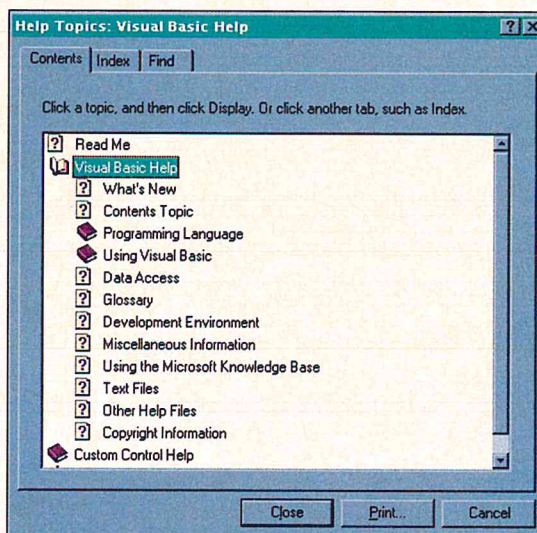 Help Topics: Visual Basic Help
Contents Index Find
Click a topic, and then click Display. Or click another tab, such as Index.
Read Me
Visual Basic Help
What's New
Contents Topic
Programming Language
Using Visual Basic
Data Access
Glossary
Development Environment
Miscellaneous Information
Using the Microsoft Knowledge Base
Text Files
Other Help Files
Copyright Information
Custom Control Help
Close Print... Cancel